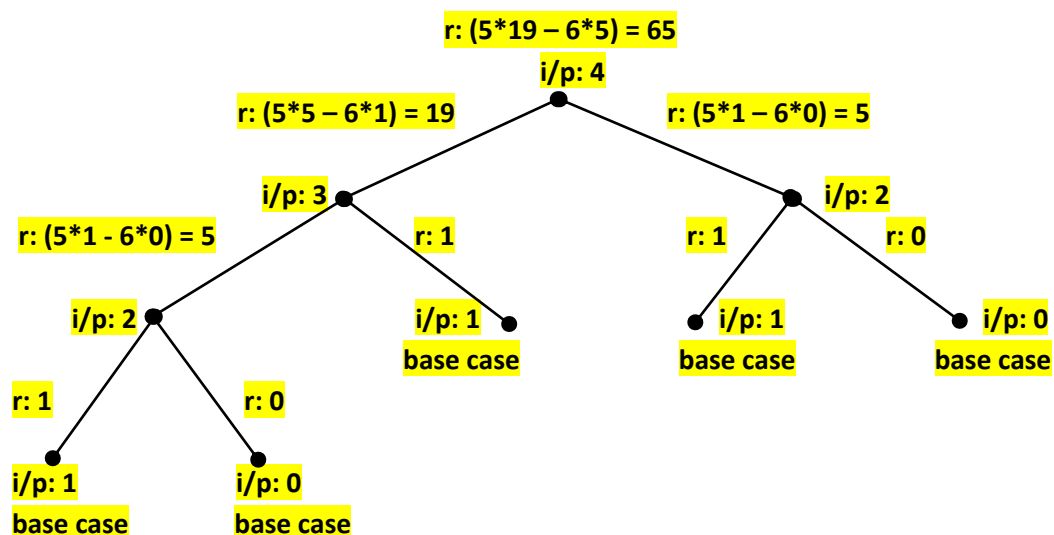 r: (5*19 – 6*5) = 65
i/p: 4
r: (5*5 – 6*1) = 19
r: (5*1 – 6*0) = 5
i/p: 3
i/p: 2
r: (5*1 - 6*0) = 5
r: 1
r: 1
r: 0
i/p: 2
i/p: 1
i/p: 1
i/p: 0
base case
base case
base case
r: 1
r: 0
i/p: 1
i/p: 0
base case
base case